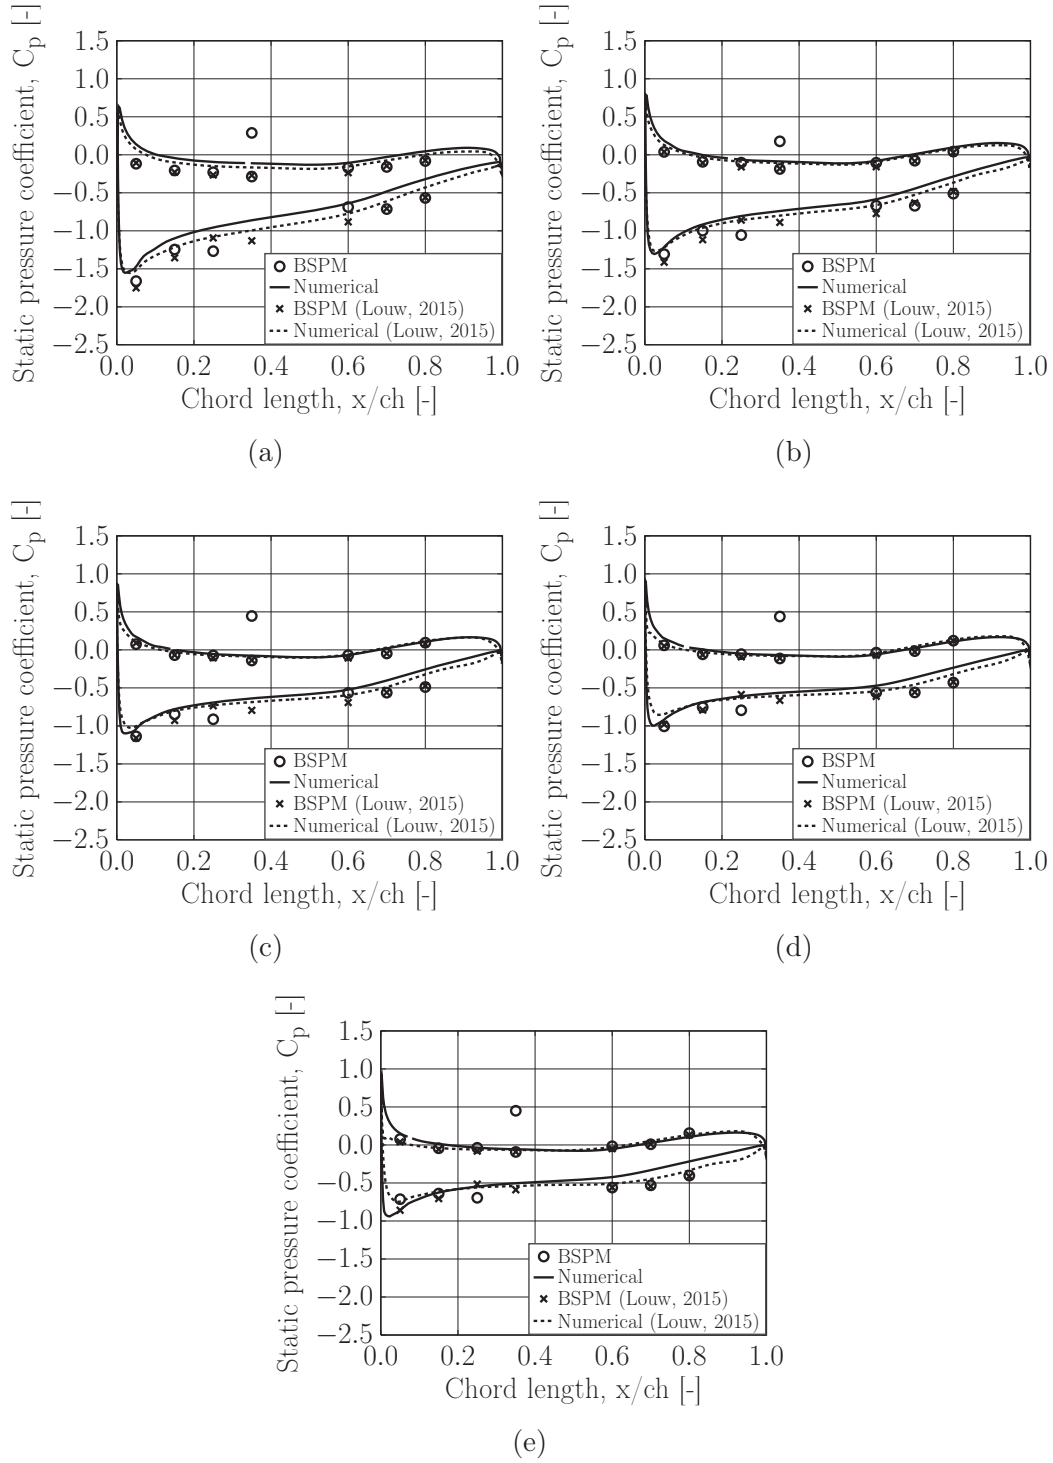 Static pressure coefficient, Cp [-]
1.5
1.0
0.5
0.0
−0.5
−1.0
−1.5
−2.0
−2.5
0.0 0.2 0.4 0.6 0.8 1.0
Chord length, x/ch [-]
BSPM
Numerical
BSPM (Louw, 2015)
Numerical (Louw, 2015)
(a)
Static pressure coefficient, Cp [-]
1.5
1.0
0.5
0.0
−0.5
−1.0
−1.5
−2.0
−2.5
0.0 0.2 0.4 0.6 0.8 1.0
Chord length, x/ch [-]
BSPM
Numerical
BSPM (Louw, 2015)
Numerical (Louw, 2015)
(b)
Static pressure coefficient, Cp [-]
1.5
1.0
0.5
0.0
−0.5
−1.0
−1.5
−2.0
−2.5
0.0 0.2 0.4 0.6 0.8 1.0
Chord length, x/ch [-]
BSPM
Numerical
BSPM (Louw, 2015)
Numerical (Louw, 2015)
(c)
Static pressure coefficient, Cp [-]
1.5
1.0
0.5
0.0
−0.5
−1.0
−1.5
−2.0
−2.5
0.0 0.2 0.4 0.6 0.8 1.0
Chord length, x/ch [-]
BSPM
Numerical
BSPM (Louw, 2015)
Numerical (Louw, 2015)
(d)
Static pressure coefficient, Cp [-]
1.5
1.0
0.5
0.0
−0.5
−1.0
−1.5
−2.0
−2.5
0.0 0.2 0.4 0.6 0.8 1.0
Chord length, x/ch [-]
BSPM
Numerical
BSPM (Louw, 2015)
Numerical (Louw, 2015)
(e)